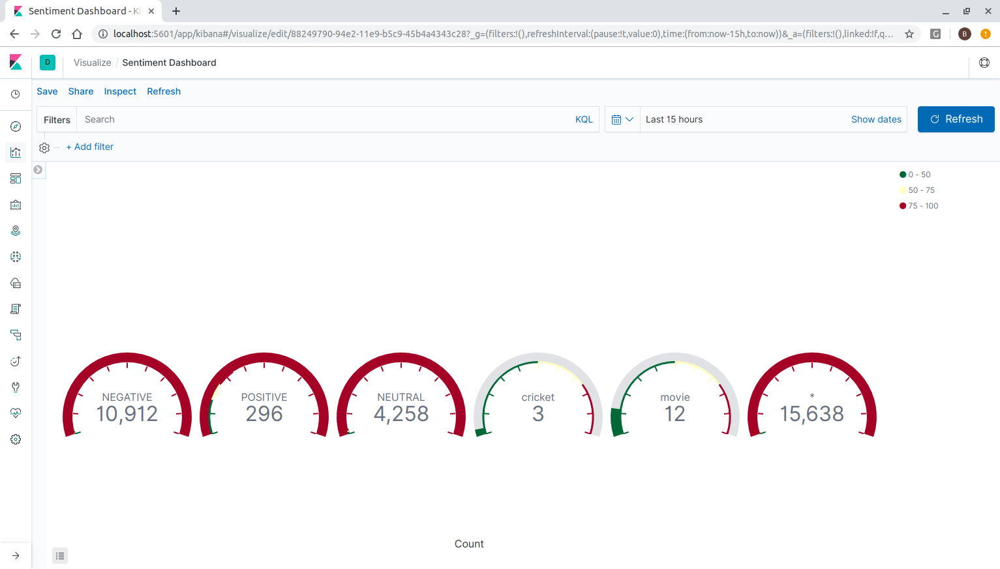 Sentiment Dashboard - Ki
localhost:5601/app/kibana#/visualize/edit/88249790-94e2-11e9-b5c9-45b4a4343c28?_g=(filters:!(),refreshInterval:(pause:!t,value:0),time:(from:now-15h,to:now))&_a=(filters:!(),linked:!f,q...
G
B
D
Visualize / Sentiment Dashboard
Save Share Inspect Refresh
Filters Search KQL Last 15 hours Show dates Refresh
+ Add filter
0 - 50
50 - 75
75 - 100
NEGATIVE POSITIVE NEUTRAL cricket movie *
10,912 296 4,258 3 12 15,638
Count